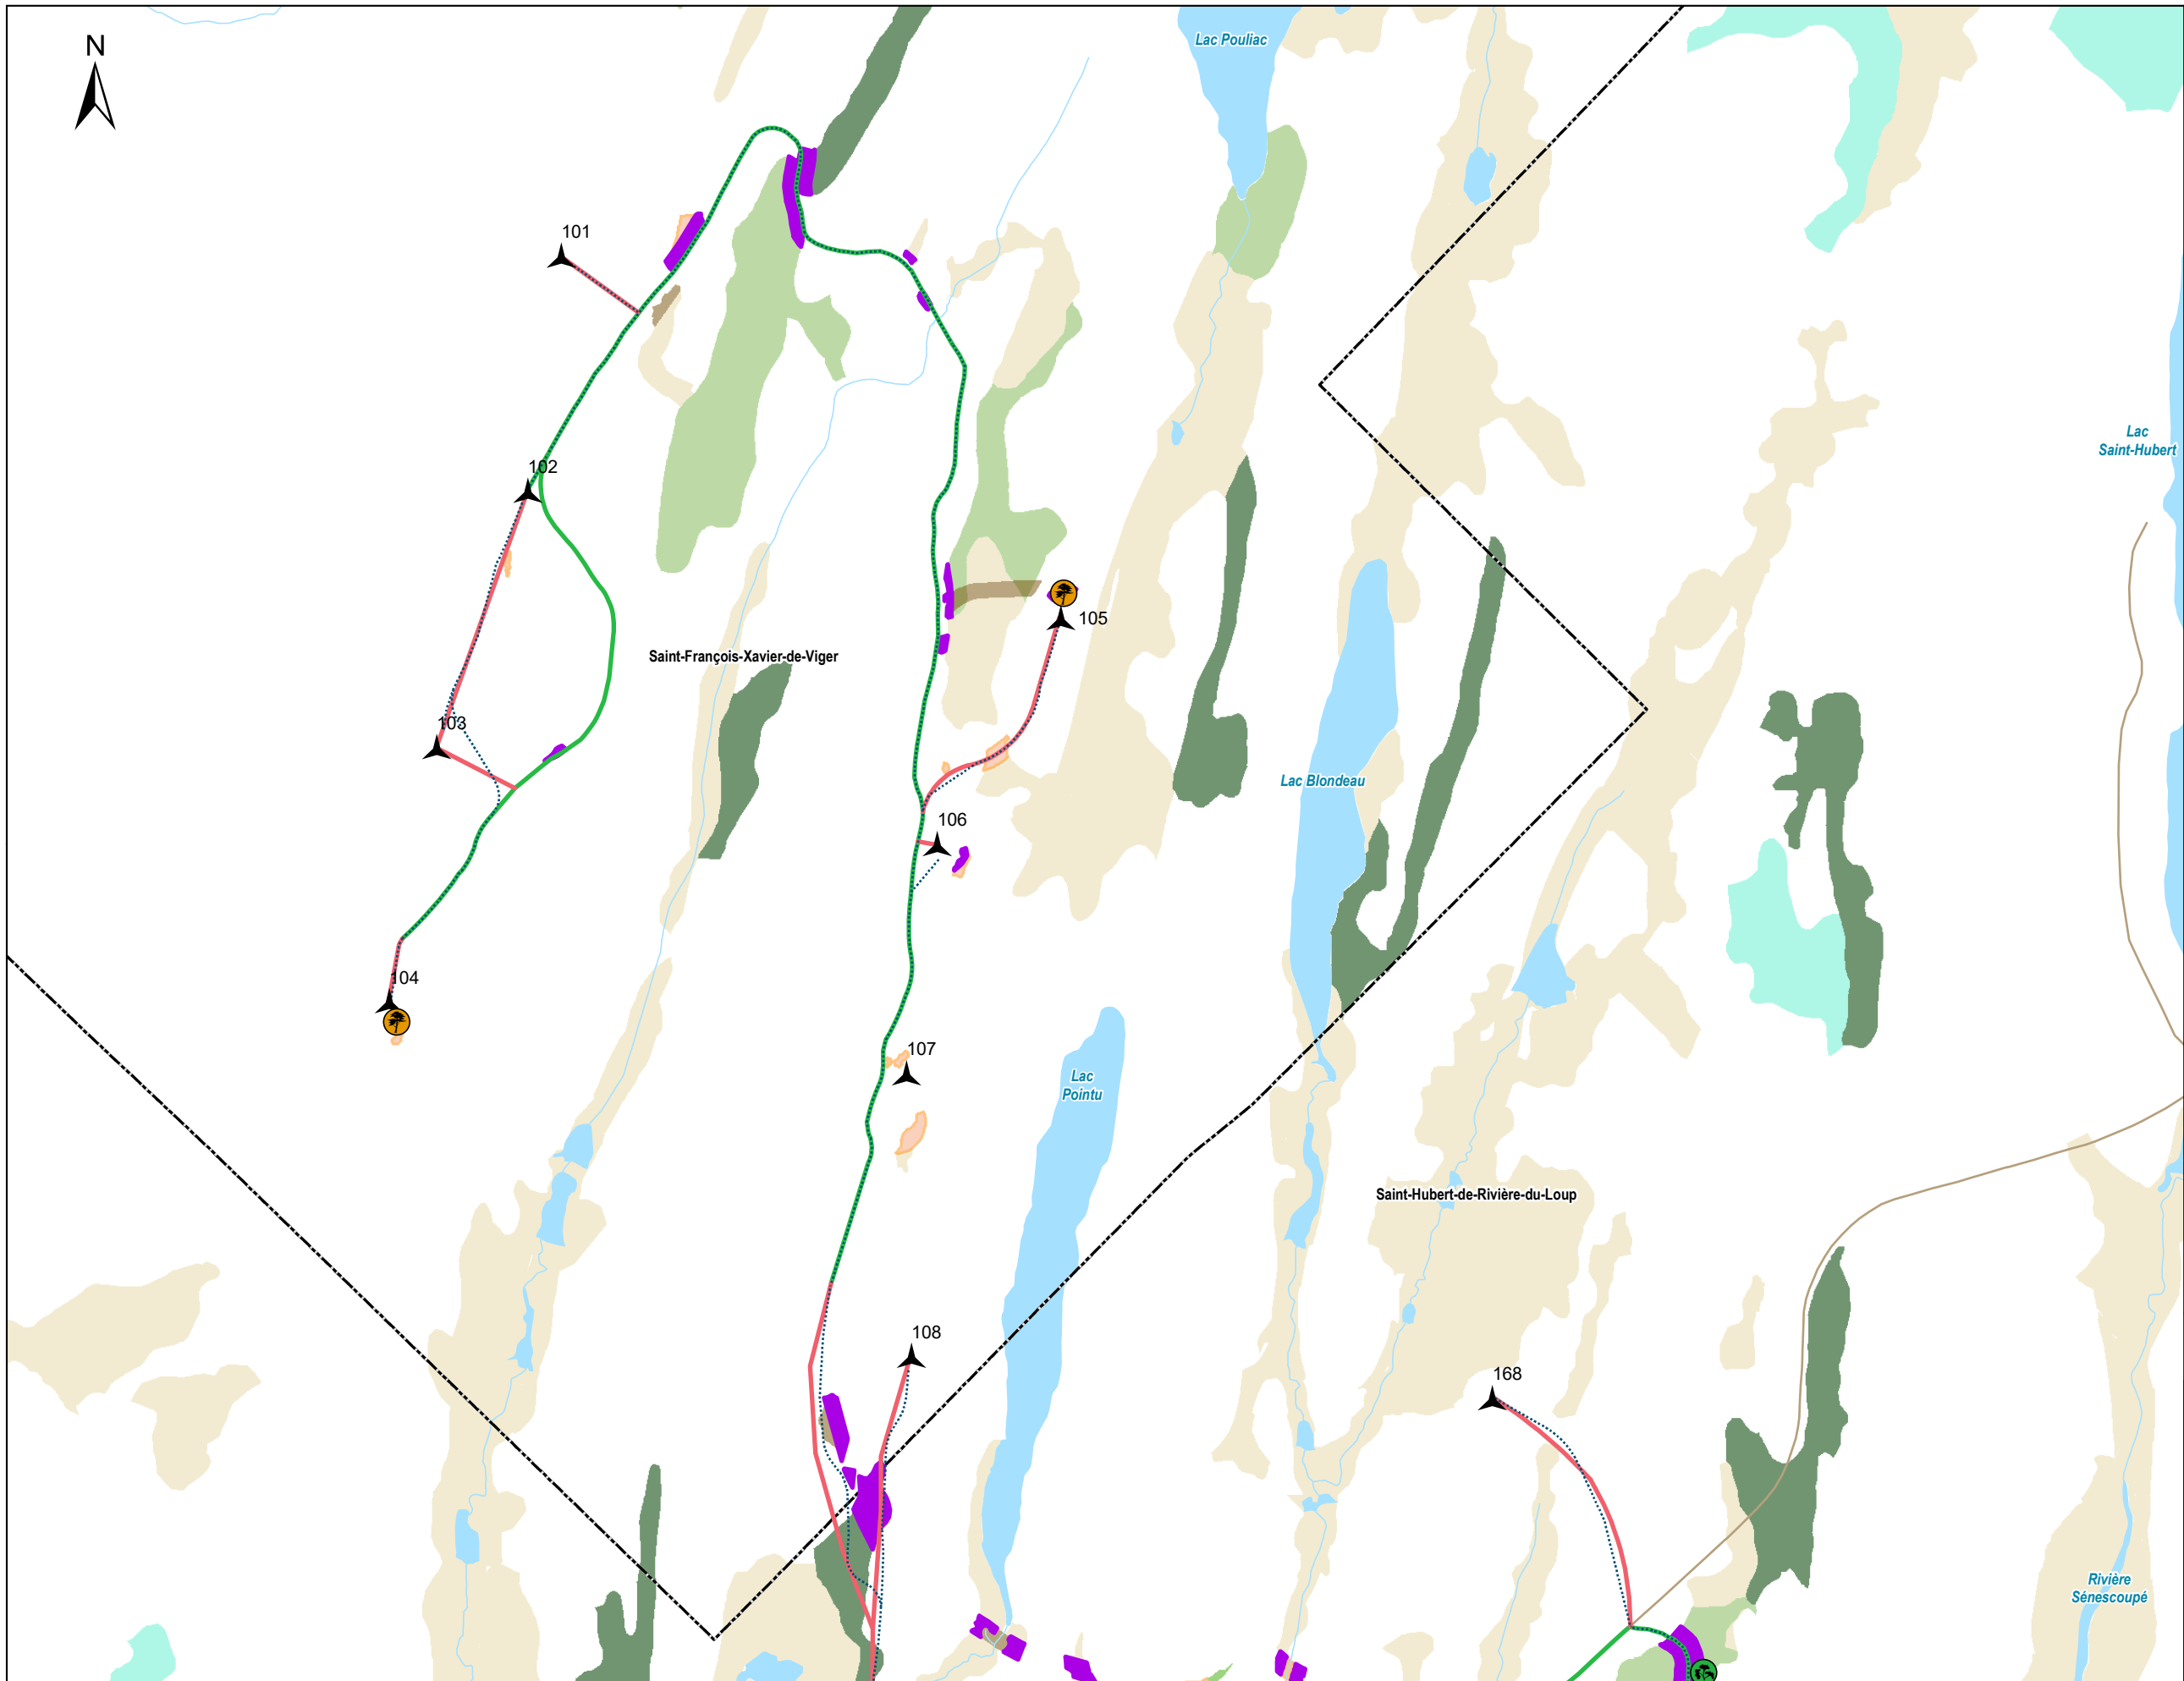 N
Lac Pouliac
101
Lac
Saint-Hubert
102
105
Saint-François-Xavier-de-Viger
103
Lac Blondeau
106
104
107
Lac
Pointu
Saint-Hubert-de-Rivière-du-Loup
108
168
Rivière
Sénescoupé